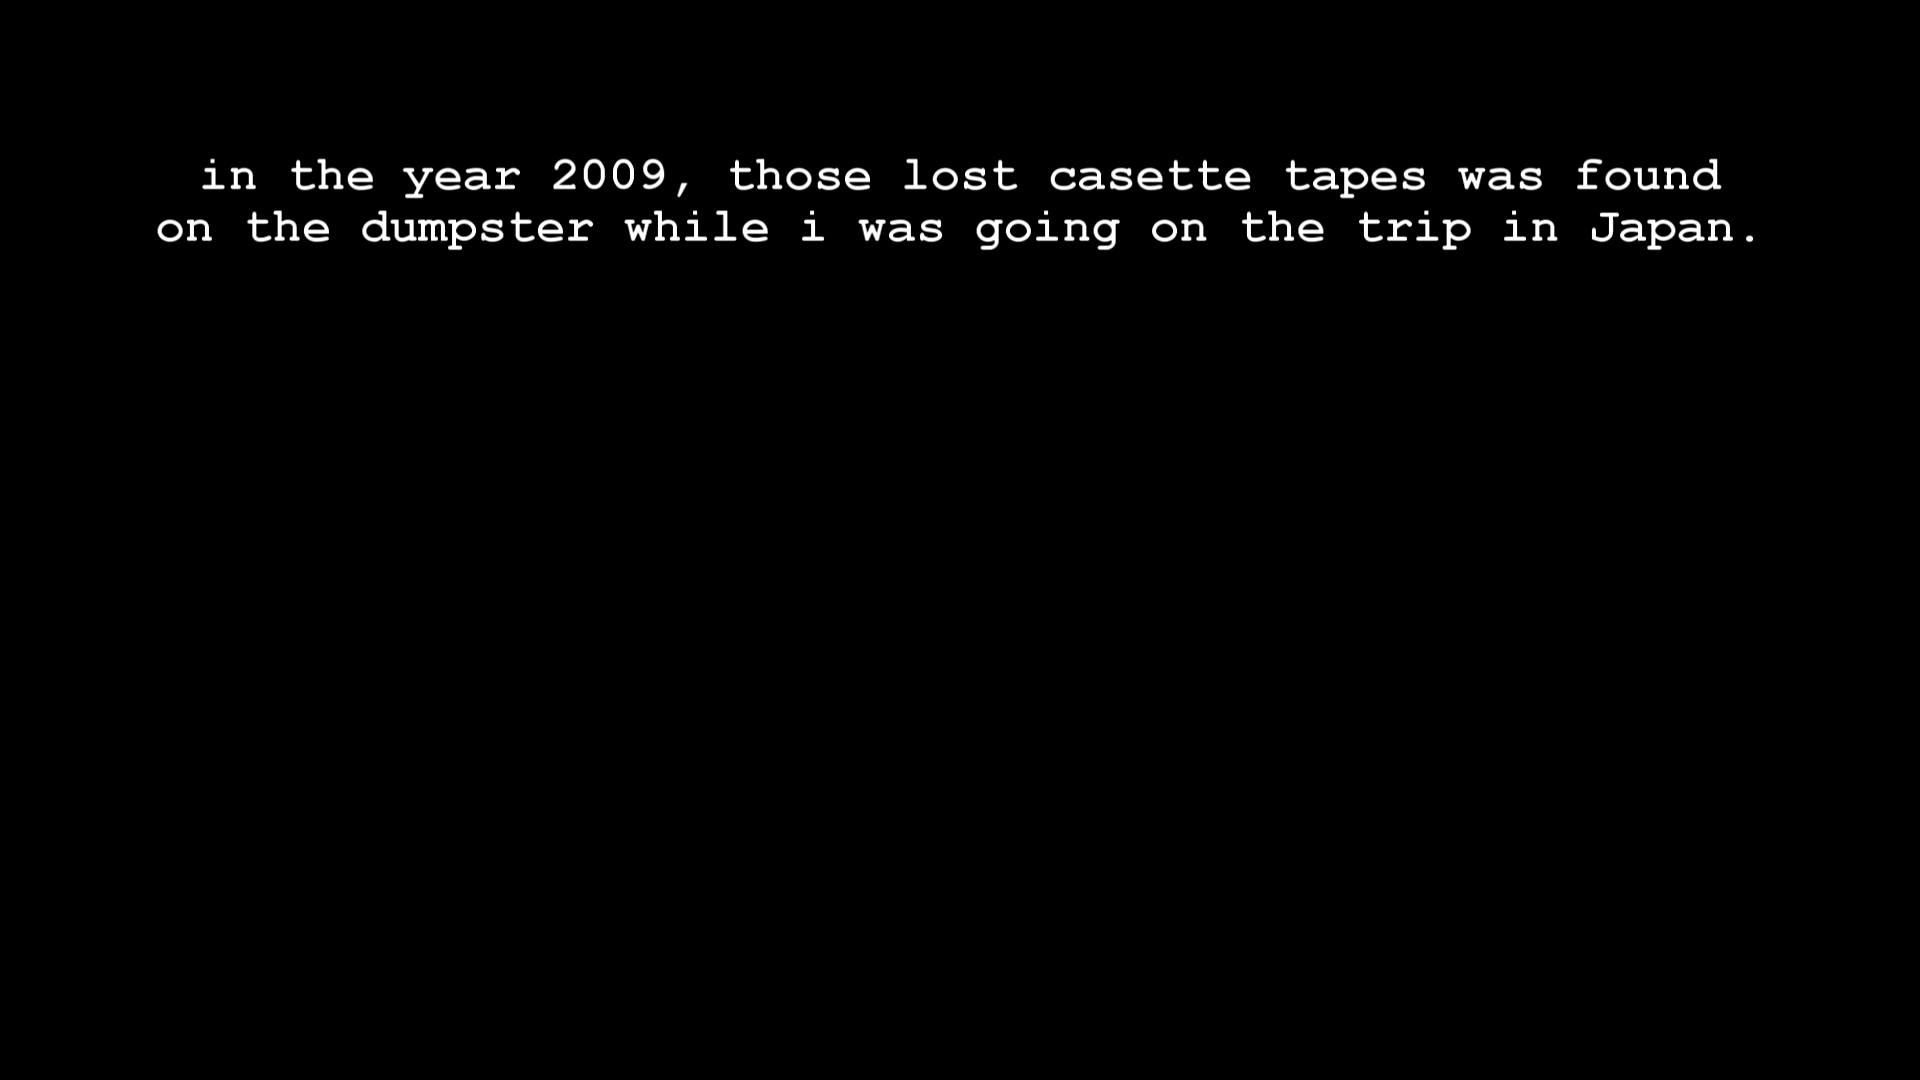 in the year 2009, those lost casette tapes was found
on the dumpster while i was going on the trip in Japan.